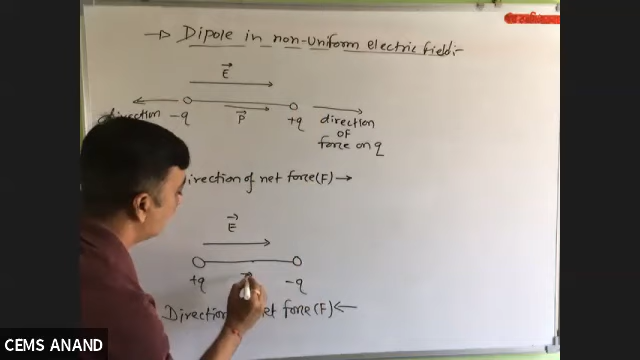 → Dipole in non-uniform electric field:-
E
direction -q
P
+q
direction
OF
force on q
Direction of net force(F) →
E
+q
-q
Direction net force(F) ←
CEMS ANAND